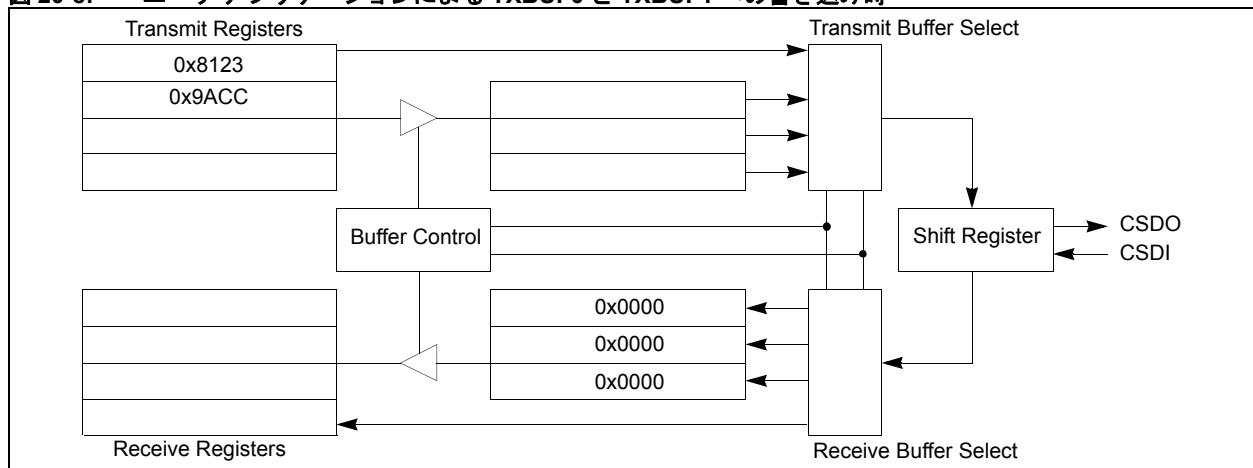 Transmit Registers
Transmit Buffer Select
0x8123
0x9ACC
Buffer Control
Shift Register
CSDO
CSDI
0x0000
0x0000
0x0000
Receive Registers
Receive Buffer Select